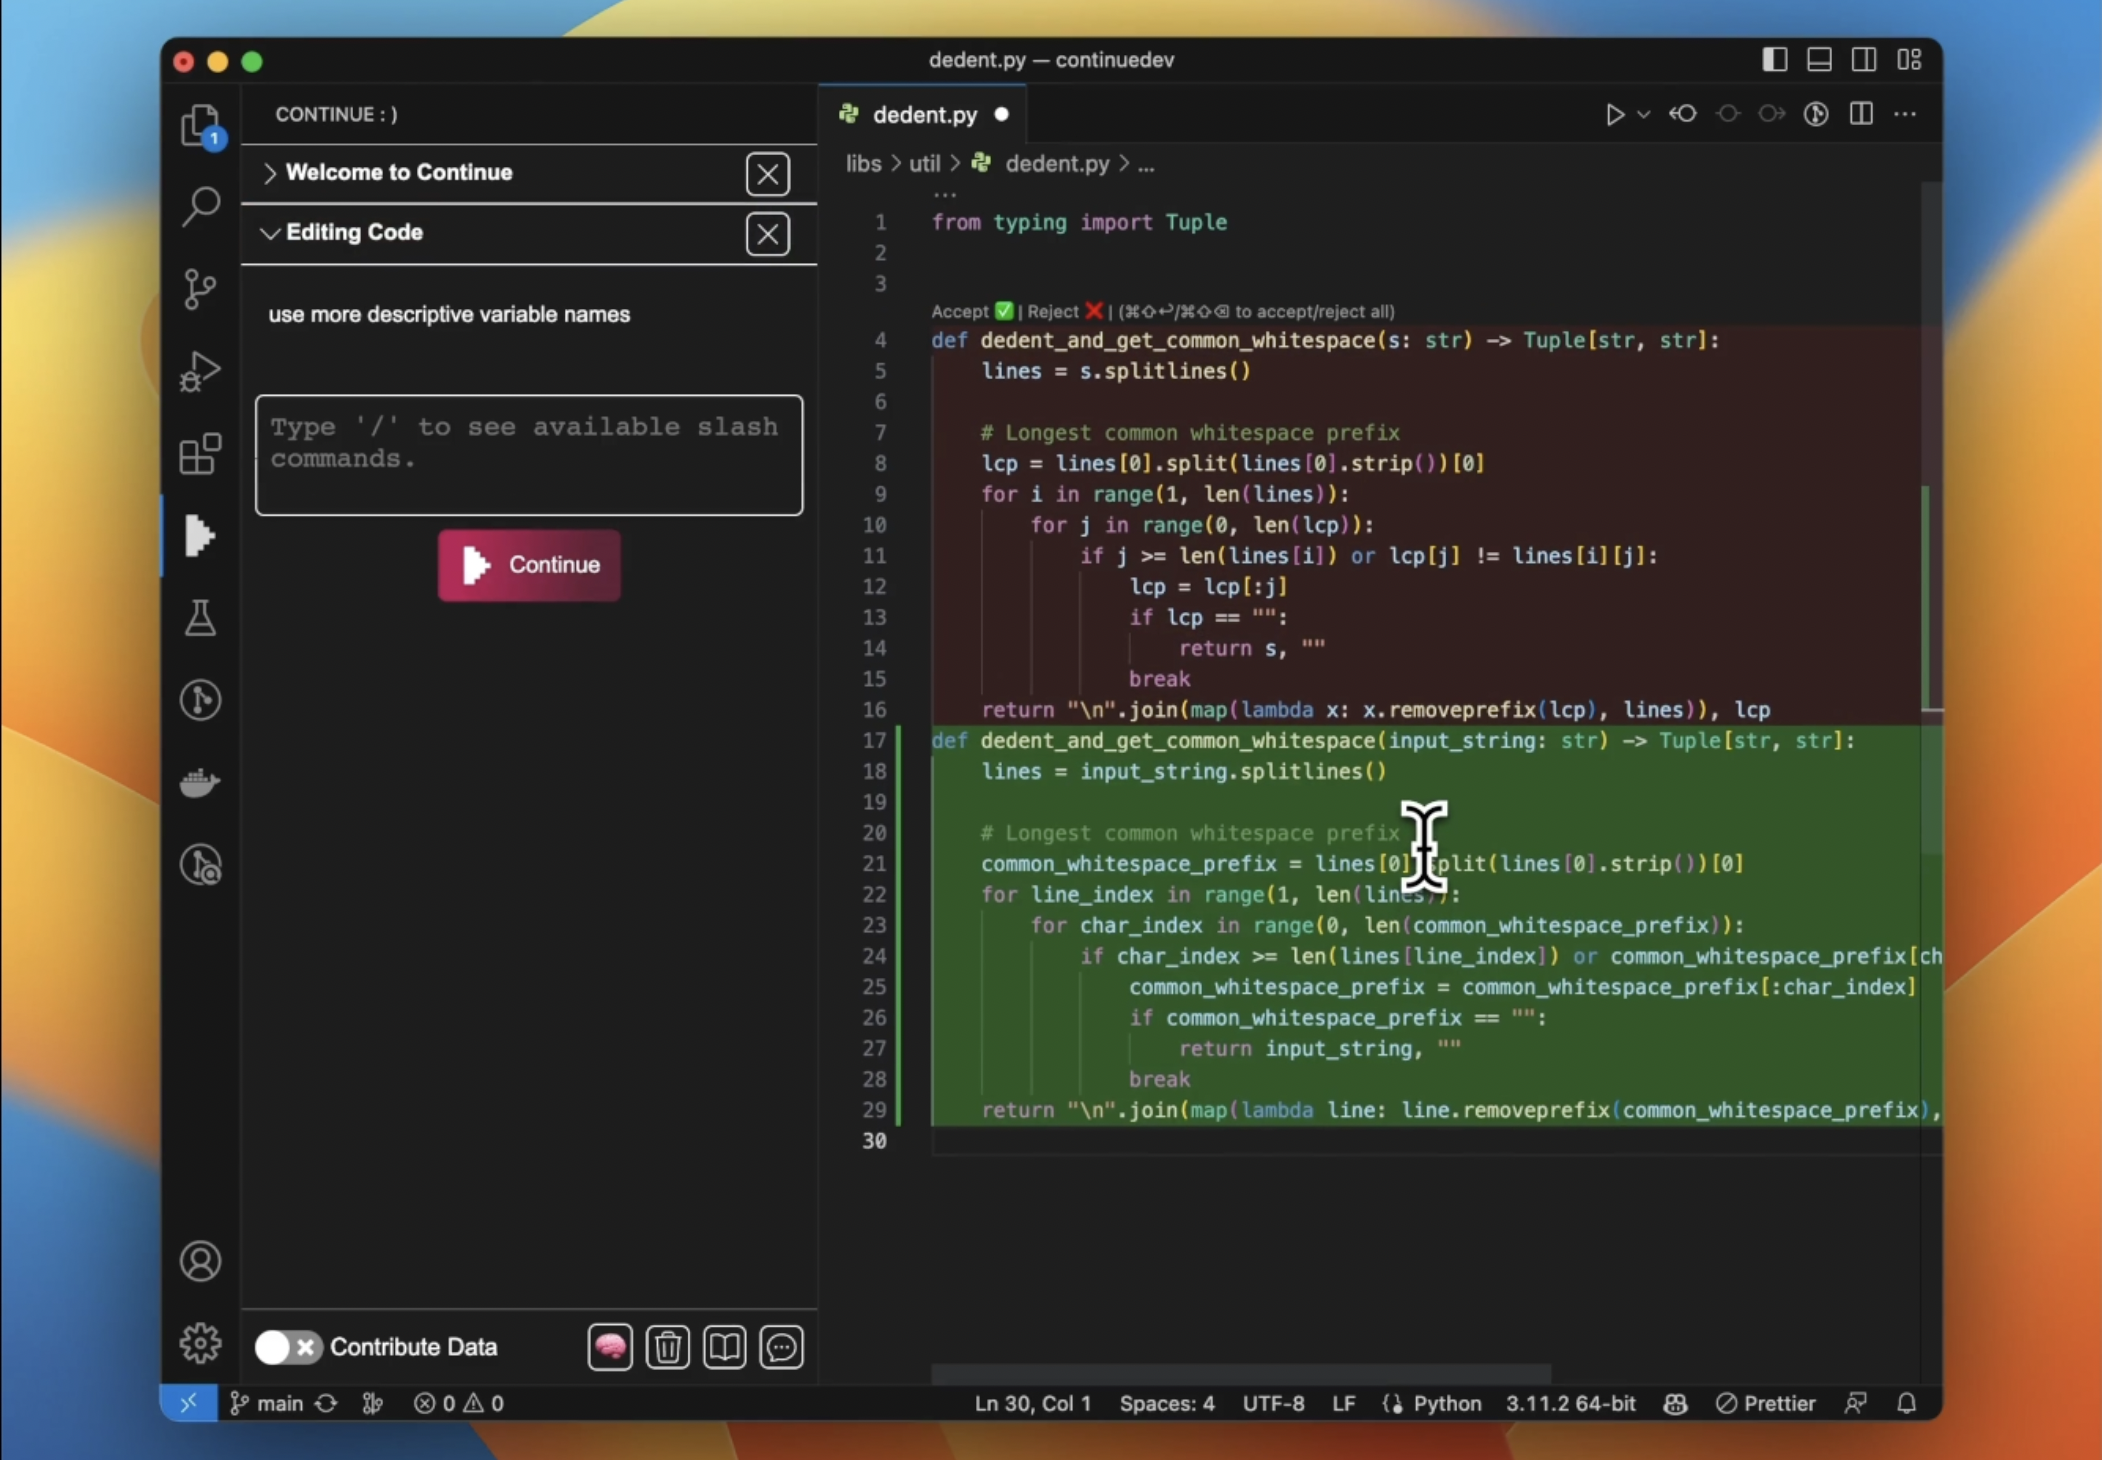 dedent.py — continuedev
CONTINUE : )
Welcome to Continue
Editing Code
use more descriptive variable names
Type '/' to see available slash
commands.
Continue
Contribute Data
1
dedent.py
libs > util > dedent.py > ...
...
1 from typing import Tuple
2
3
Accept ✅ | Reject ❌ | (⌘⇧↩/⌘⇧⌫ to accept/reject all)
4 def dedent_and_get_common_whitespace(s: str) -> Tuple[str, str]:
5     lines = s.splitlines()
6
7     # Longest common whitespace prefix
8     lcp = lines[0].split(lines[0].strip())[0]
9     for i in range(1, len(lines)):
10         for j in range(0, len(lcp)):
11             if j >= len(lines[i]) or lcp[j] != lines[i][j]:
12                 lcp = lcp[:j]
13                 if lcp == "":
14                     return s, ""
15                 break
16     return "\n".join(map(lambda x: x.removeprefix(lcp), lines)), lcp
17 def dedent_and_get_common_whitespace(input_string: str) -> Tuple[str, str]:
18     lines = input_string.splitlines()
19
20     # Longest common whitespace prefix
21     common_whitespace_prefix = lines[0].split(lines[0].strip())[0]
22     for line_index in range(1, len(lines)):
23         for char_index in range(0, len(common_whitespace_prefix)):
24             if char_index >= len(lines[line_index]) or common_whitespace_prefix[ch
25                 common_whitespace_prefix = common_whitespace_prefix[:char_index]
26                 if common_whitespace_prefix == "":
27                     return input_string, ""
28                 break
29     return "\n".join(map(lambda line: line.removeprefix(common_whitespace_prefix),
30
main 0 0 Ln 30, Col 1 Spaces: 4 UTF-8 LF Python 3.11.2 64-bit Prettier